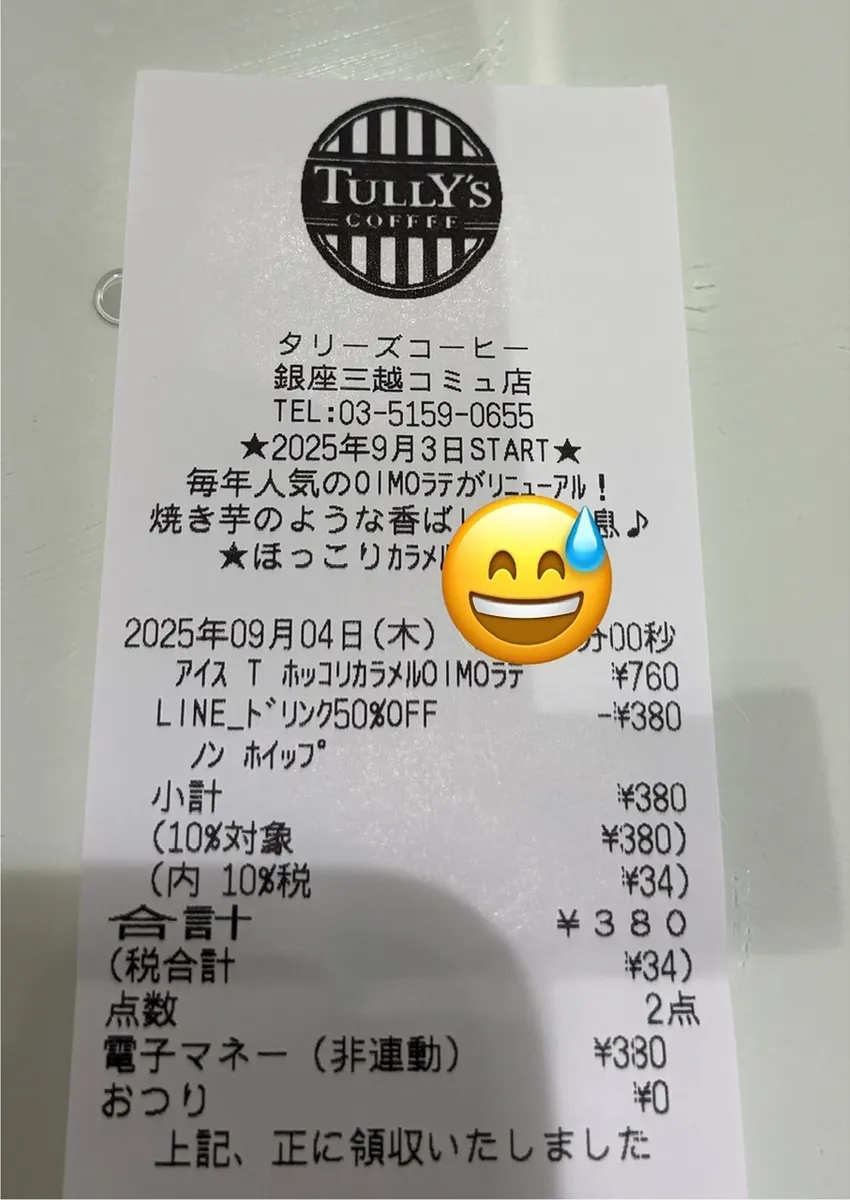 TULLY'S
COFFEE
タリーズコーヒー
銀座三越コミュ店
TEL:03-5159-0655
★2025年9月3日START★
毎年人気のOIMOラテがリニューアル！
焼き芋のような香ば 息♪
★ほっこりカラメル
2025年09月04日(木) 00秒
アイス T ホッコリカラメルOIMOラテ ¥760
LINE_ドリンク50%OFF -¥380
ノン ホイップ
小計 ¥380
(10%対象 ¥380)
(内 10%税 ¥34)
合計 ¥380
(税合計 ¥34)
点数 2点
電子マネー（非連動） ¥380
おつり ¥0
上記、正に領収いたしました